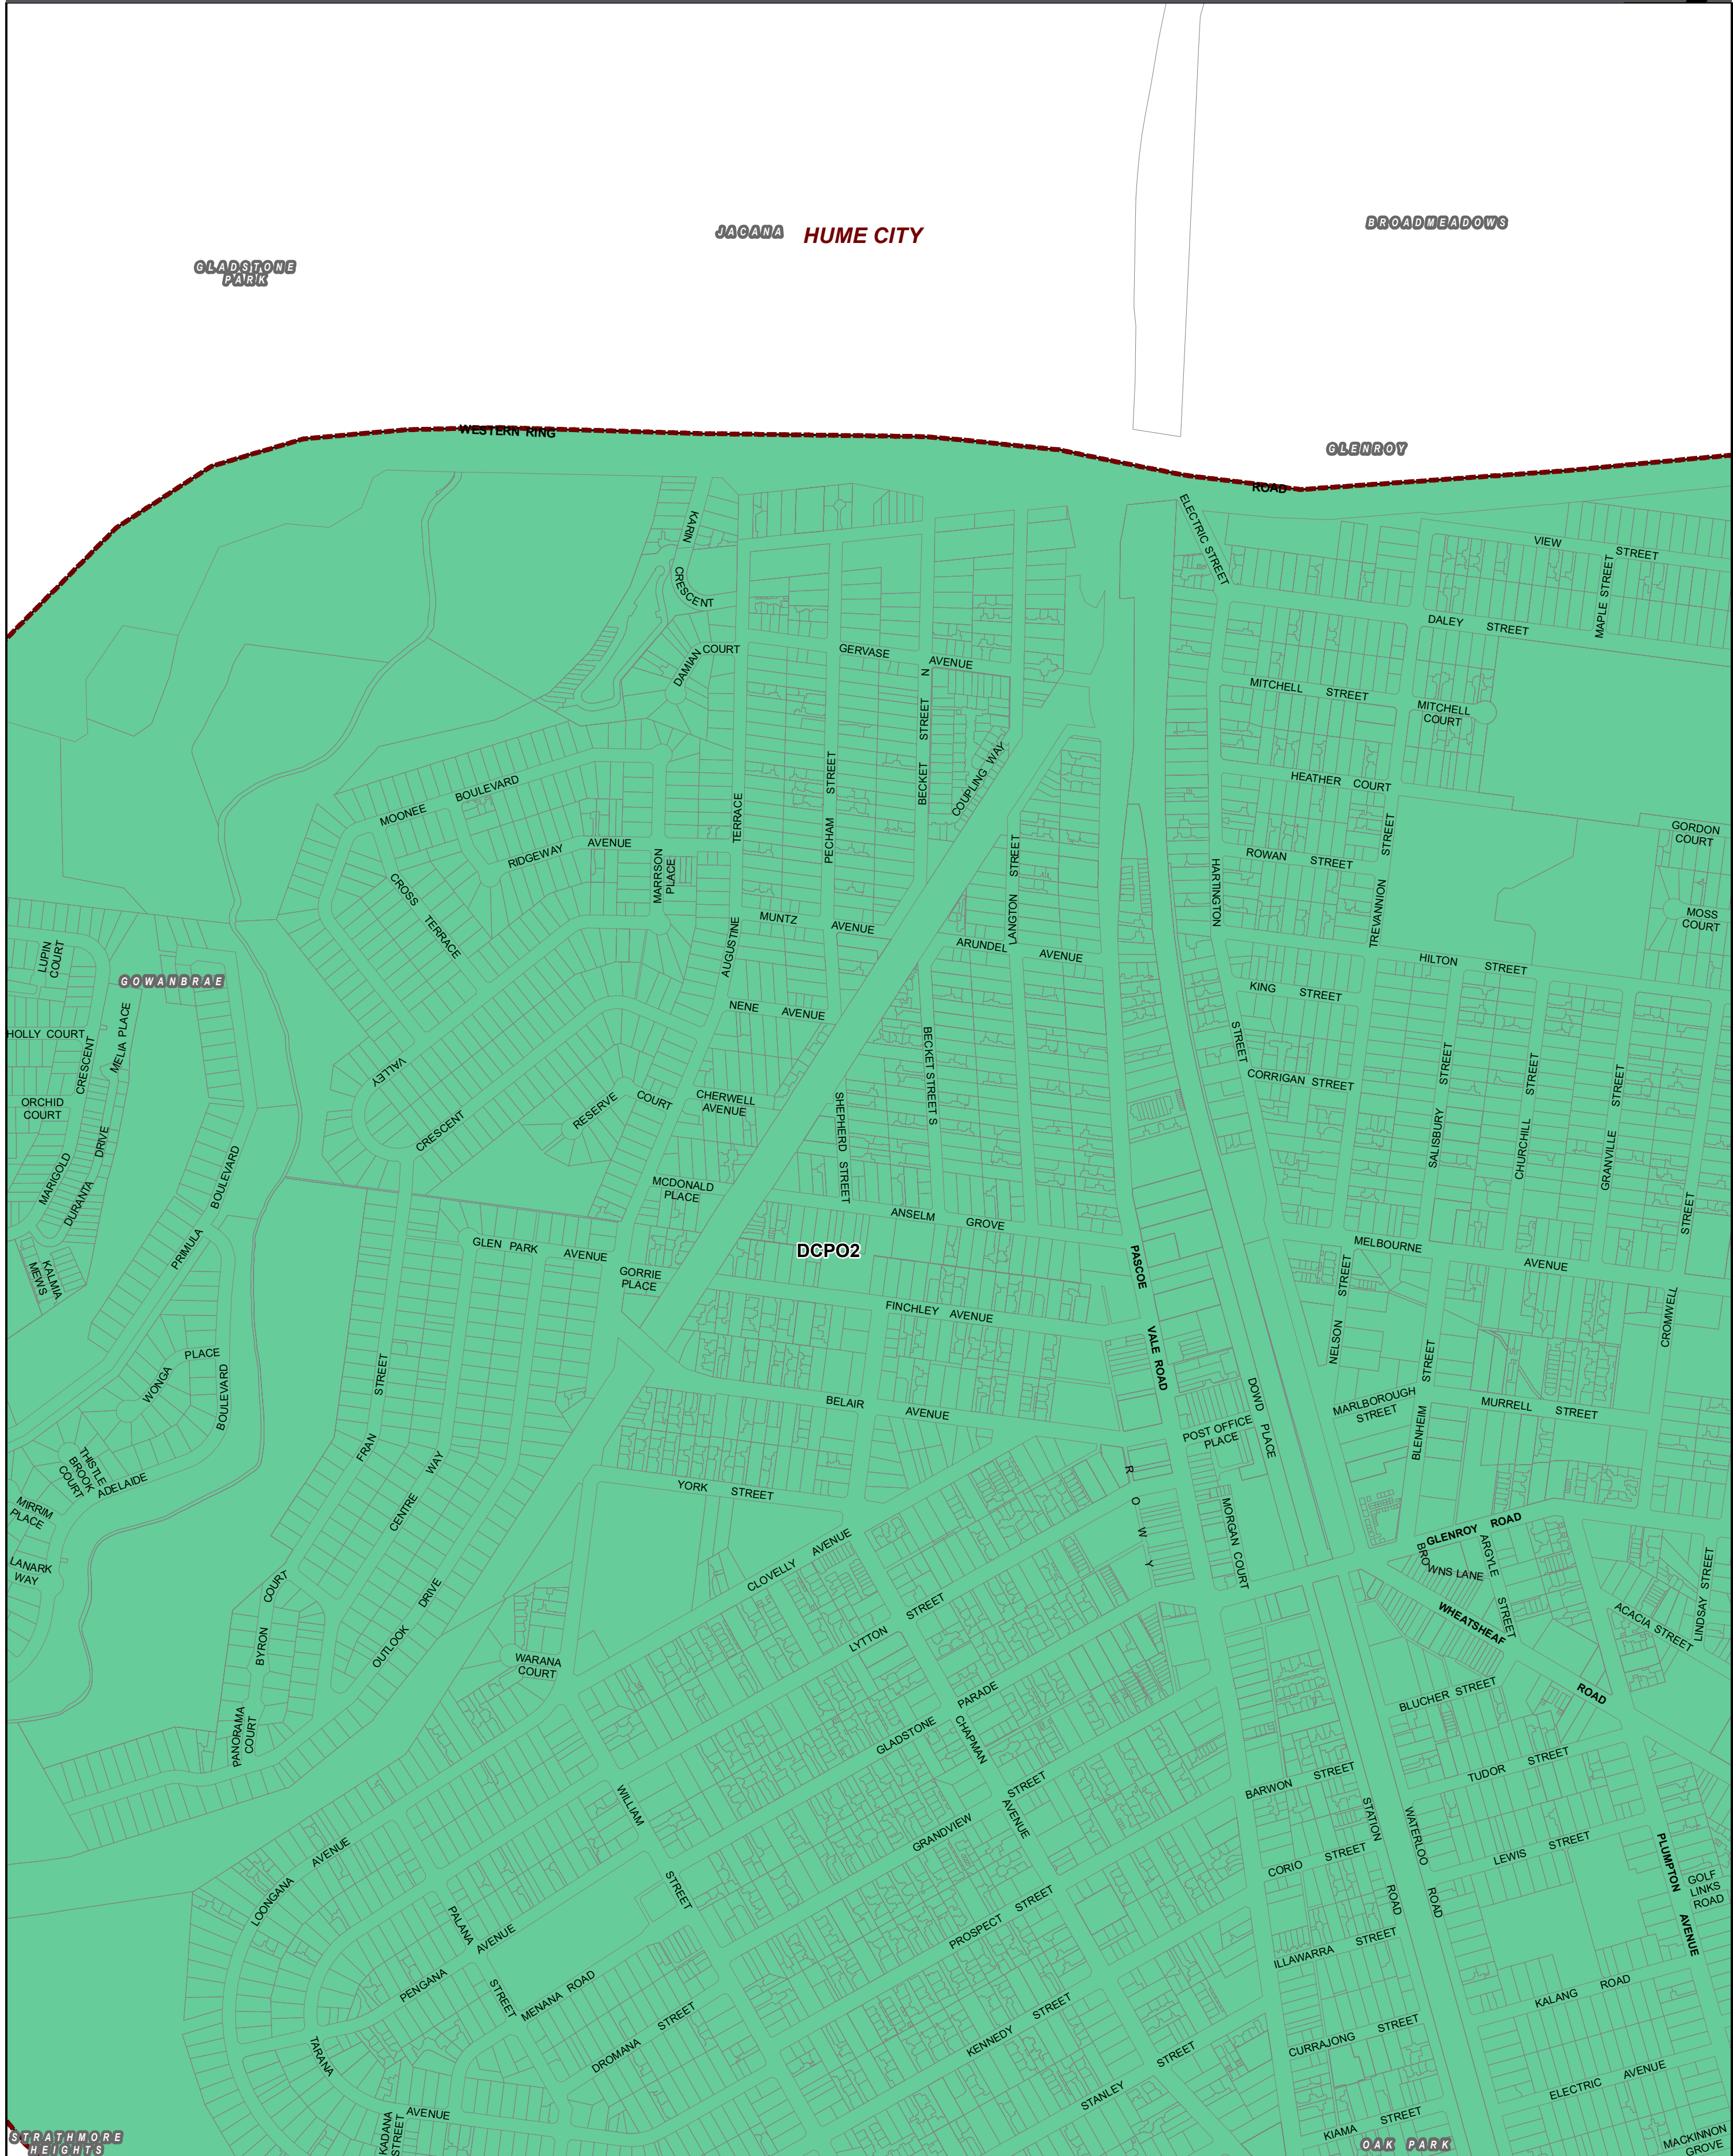 JACANA
HUME CITY
BROADMEADOWS
GLADSTONE
PARK
WESTERN RING
GLENROY
ROAD
KARIN
CRESCENT
ELECTRIC STREET
VIEW STREET
MAPLE STREET
DALEY STREET
DAMIAN COURT
GERVASE AVENUE
MITCHELL STREET
MITCHELL
COURT
BECKET STREET N
COUPLING WAY
PECHAM STREET
MOONEE BOULEVARD
HEATHER COURT
RIDGEWAY AVENUE
MARRSON
PLACE
AUGUSTINE TERRACE
LANGTON STREET
ROWAN STREET
HARTINGTON STREET
TREVANNION STREET
GORDON
COURT
MOSS
COURT
CROSS TERRACE
MUNTZ AVENUE
ARUNDEL AVENUE
HILTON STREET
LUPIN
COURT
GOWANBRAE
KING STREET
NENE AVENUE
HOLLY COURT
MELIA PLACE
MARIGOLD CRESCENT
VALLEY CRESCENT
BECKET STREET S
CORRIGAN STREET
SALISBURY STREET
CHURCHILL STREET
GRANVILLE STREET
CROMWELL STREET
ORCHID
COURT
RESERVE COURT
CHERWELL
AVENUE
SHEPHERD STREET
DURANTA DRIVE
PRIMULA BOULEVARD
MCDONALD
PLACE
ANSELM GROVE
GLEN PARK AVENUE
DCPO2
PASCOE VALE ROAD
MELBOURNE AVENUE
KALMIA
MEWS
GORRIE
PLACE
FINCHLEY AVENUE
NELSON STREET
WONGA PLACE
FRAN STREET
BELAIR AVENUE
DOWD PLACE
MARLBOROUGH
STREET
BLENHEIM STREET
MURRELL STREET
ADELAIDE BOULEVARD
POST OFFICE
PLACE
THISTLE
BROOK
COURT
CENTRE WAY
YORK STREET
ROWY
MORGAN COURT
MIRRIM
PLACE
LANARK
WAY
CLOVELLY AVENUE
GLENROY ROAD
BROWNS LANE
ARGYLE STREET
LINDSAY STREET
BYRON COURT
OUTLOOK DRIVE
LYTTON STREET
WHEATSHEAF ROAD
ACACIA STREET
WARANA
COURT
PANORAMA
COURT
GLADSTONE PARADE
CHAPMAN AVENUE
BLUCHER STREET
TUDOR STREET
BARWON STREET
WILLIAM STREET
GRANDVIEW STREET
STATION ROAD
WATERLOO ROAD
LOONGANA AVENUE
CORIO STREET
LEWIS STREET
PLUMPTON AVENUE
GOLF
LINKS
ROAD
PALANA STREET
PENGANA AVENUE
PROSPECT STREET
ILLAWARRA STREET
MENANA ROAD
KALANG ROAD
DROMANA STREET
KENNEDY STREET
CURRAJONG STREET
TARANA AVENUE
STANLEY STREET
ELECTRIC AVENUE
KADANA
STREET
KIAMA STREET
STRATHMORE
HEIGHTS
OAK PARK
MACKINNON
GROVE